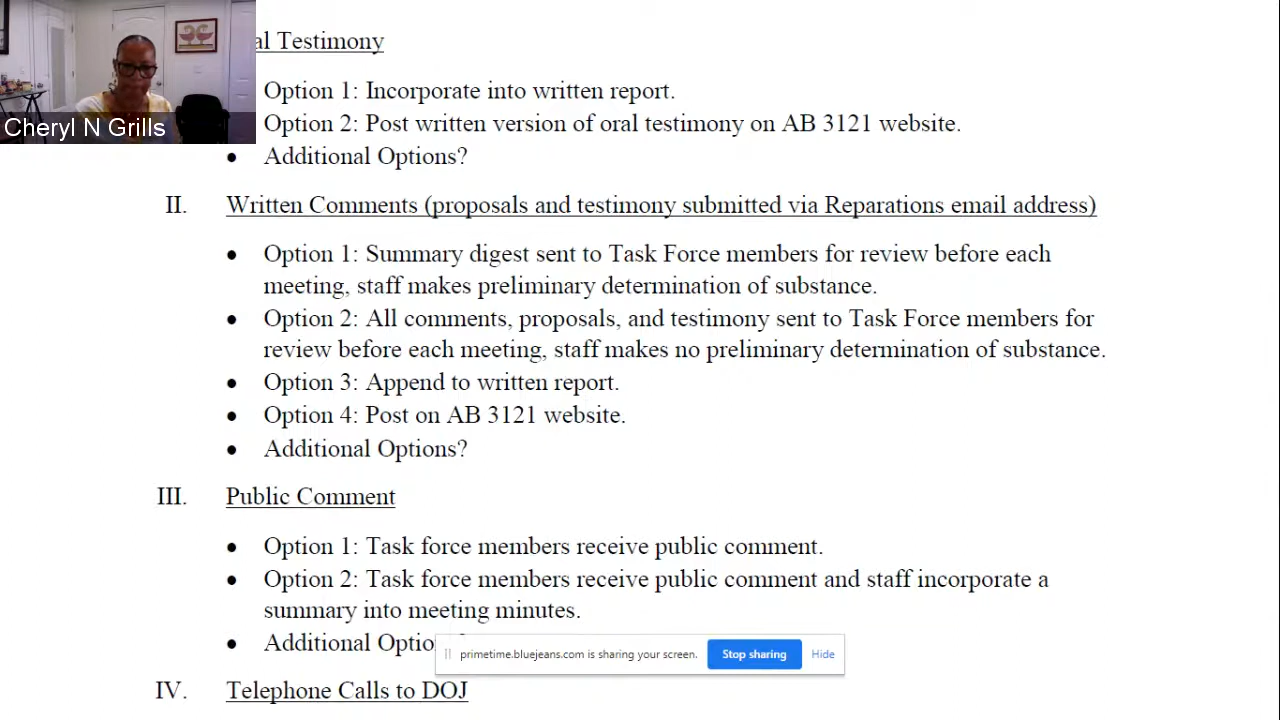 al Testimony
Option 1: Incorporate into written report.
Cheryl N Grills
Option 2: Post written version of oral testimony on AB 3121 website.
• Additional Options?
II. Written Comments (proposals and testimony submitted via Reparations email address)
• Option 1: Summary digest sent to Task Force members for review before each
meeting, staff makes preliminary determination of substance.
• Option 2: All comments, proposals, and testimony sent to Task Force members for
review before each meeting, staff makes no preliminary determination of substance.
• Option 3: Append to written report.
• Option 4: Post on AB 3121 website.
• Additional Options?
III. Public Comment
• Option 1: Task force members receive public comment.
• Option 2: Task force members receive public comment and staff incorporate a
summary into meeting minutes.
• Additional Optio
primetime.bluejeans.com is sharing your screen. Stop sharing Hide
IV. Telephone Calls to DOJ